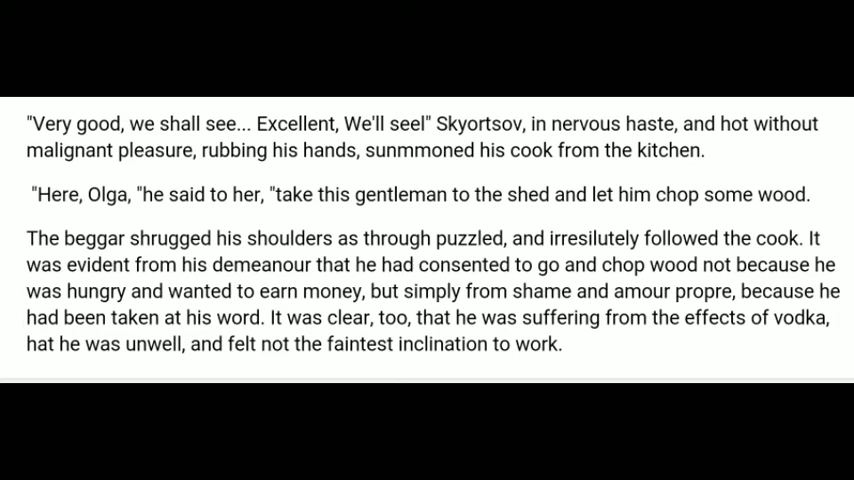 "Very good, we shall see... Excellent, We'll seel" Skyortsov, in nervous haste, and hot without
malignant pleasure, rubbing his hands, sunmmoned his cook from the kitchen.
"Here, Olga, "he said to her, "take this gentleman to the shed and let him chop some wood.
The beggar shrugged his shoulders as through puzzled, and irresilutely followed the cook. It
was evident from his demeanour that he had consented to go and chop wood not because he
was hungry and wanted to earn money, but simply from shame and amour propre, because he
had been taken at his word. It was clear, too, that he was suffering from the effects of vodka,
hat he was unwell, and felt not the faintest inclination to work.